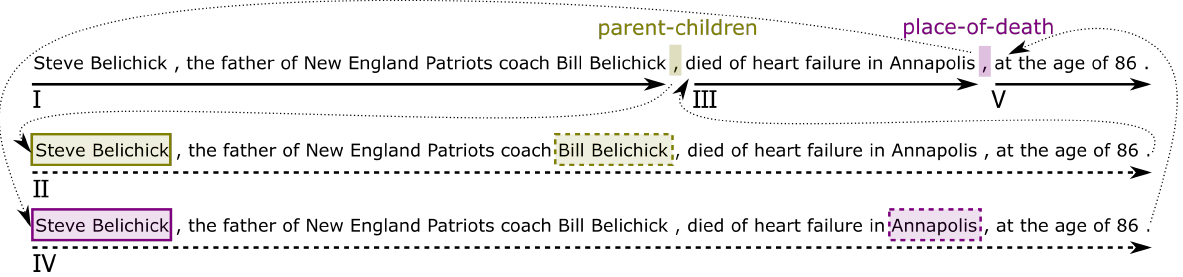 parent-children place-of-death
Steve Belichick , the father of New England Patriots coach Bill Belichick , died of heart failure in Annapolis , at the age of 86 .
I III V
Steve Belichick , the father of New England Patriots coach Bill Belichick , died of heart failure in Annapolis , at the age of 86 .
II
Steve Belichick , the father of New England Patriots coach Bill Belichick , died of heart failure in Annapolis , at the age of 86 .
IV